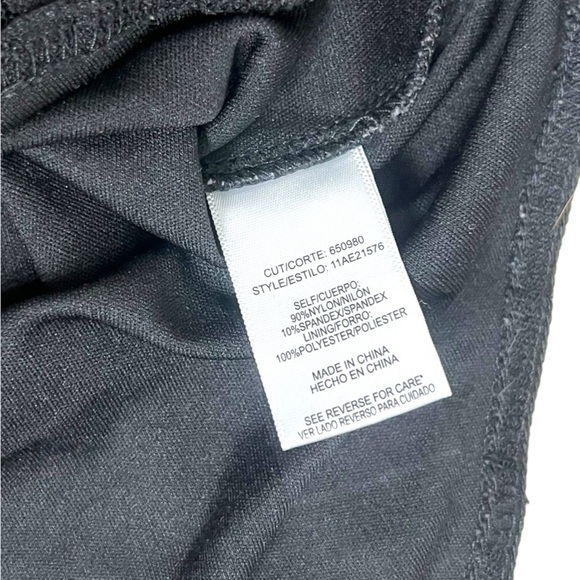 CUT/CORTE: 650980
STYLE/ESTILO: 11AE21576
SELF/CUERPO:
90%NYLON/NILÓN
10%SPANDEX/SPANDEX
LINING/FORRO:
100%POLYESTER/POLIESTER
MADE IN CHINA
HECHO EN CHINA
SEE REVERSE FOR CARE*
VER LADO REVERSO PARA CUIDADO